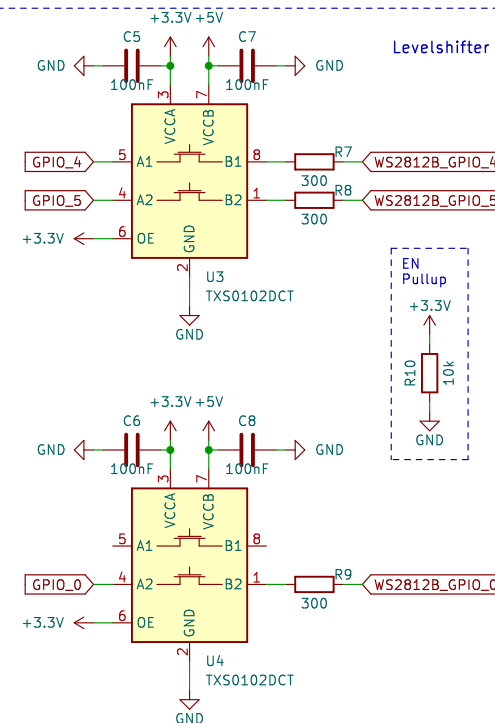 +3.3V +5V
C5 C7
GND GND
100nF 100nF
Levelshifter
3 7
VCCA VCCB
GPIO_4 5 A1 B1 8 R7 300 WS2812B_GPIO_4
GPIO_5 4 A2 B2 1 R8 300 WS2812B_GPIO_5
+3.3V 6 OE
GND
2
U3
TXS0102DCT
GND
EN
Pullup
+3.3V
R10 10k
GND
+3.3V +5V
C6 C8
GND GND
100nF 100nF
3 7
VCCA VCCB
5 A1 B1 8
GPIO_0 4 A2 B2 1 R9 300 WS2812B_GPIO_0
+3.3V 6 OE
GND
2
U4
TXS0102DCT
GND